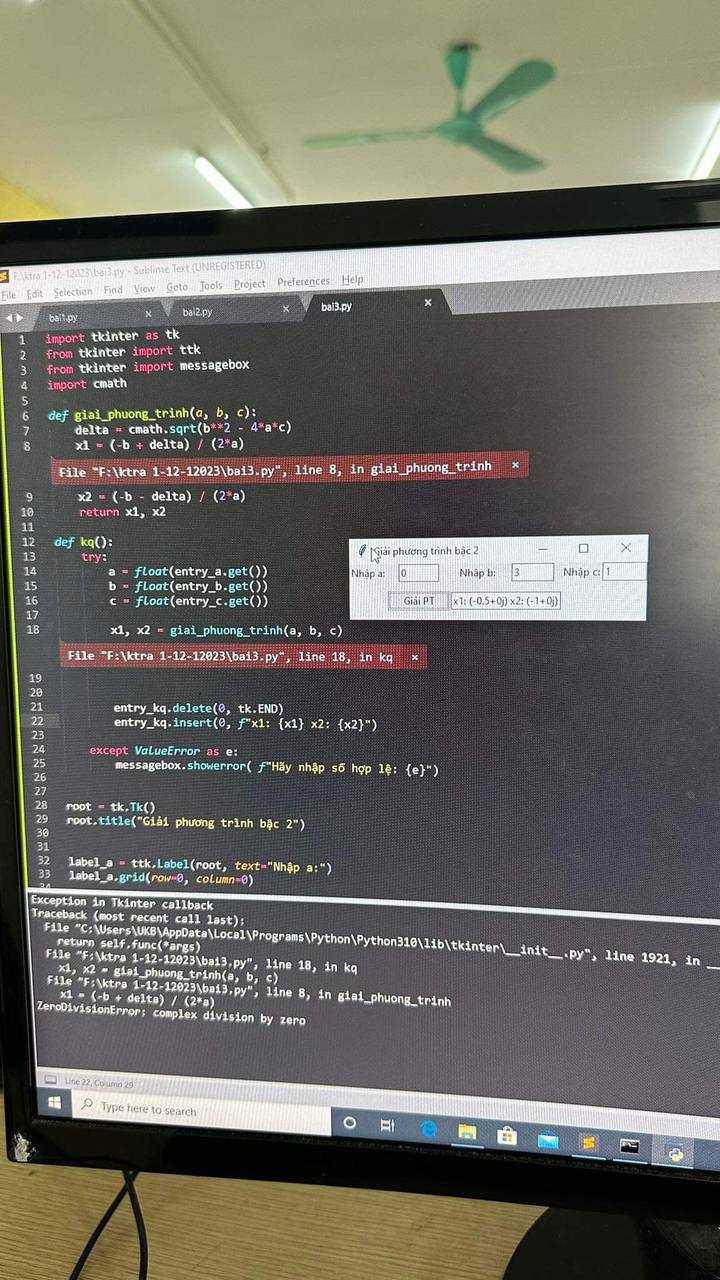 F:\ktra 1-12-12023\bai3.py - Sublime Text (UNREGISTERED)
File Edit Selection Find View Goto Tools Project Preferences Help
bai1.py × bai2.py × bai3.py ×
1 import tkinter as tk
2 from tkinter import ttk
3 from tkinter import messagebox
4 import cmath
5
6 def giai_phuong_trinh(a, b, c):
7 delta = cmath.sqrt(b**2 - 4*a*c)
8 x1 = (-b + delta) / (2*a)
File "F:\ktra 1-12-12023\bai3.py", line 8, in giai_phuong_trinh ×
9 x2 = (-b - delta) / (2*a)
10 return x1, x2
11
12 def kq():
13 try:
14 a = float(entry_a.get())
15 b = float(entry_b.get())
16 c = float(entry_c.get())
17
18 x1, x2 = giai_phuong_trinh(a, b, c)
File "F:\ktra 1-12-12023\bai3.py", line 18, in kq ×
19
20
21 entry_kq.delete(0, tk.END)
22 entry_kq.insert(0, f"x1: {x1} x2: {x2}")
23
24 except ValueError as e:
25 messagebox.showerror( f"Hãy nhập số hợp lệ: {e}")
26
27
28 root = tk.Tk()
29 root.title("Giải phương trình bậc 2")
30
31
32 label_a = ttk.Label(root, text="Nhập a:")
33 label_a.grid(row=0, column=0)
34
Giải phương trình bậc 2
Nhập a: 0 Nhập b: 3 Nhập c: 1
Giải PT x1: (-0.5+0j) x2: (-1+0j)
Exception in Tkinter callback
Traceback (most recent call last):
File "C:\Users\UKB\AppData\Local\Programs\Python\Python310\lib\tkinter\__init__.py", line 1921, in __
return self.func(*args)
File "F:\ktra 1-12-12023\bai3.py", line 18, in kq
x1, x2 = giai_phuong_trinh(a, b, c)
File "F:\ktra 1-12-12023\bai3.py", line 8, in giai_phuong_trinh
x1 = (-b + delta) / (2*a)
ZeroDivisionError: complex division by zero
Line 22, Column 29
Type here to search